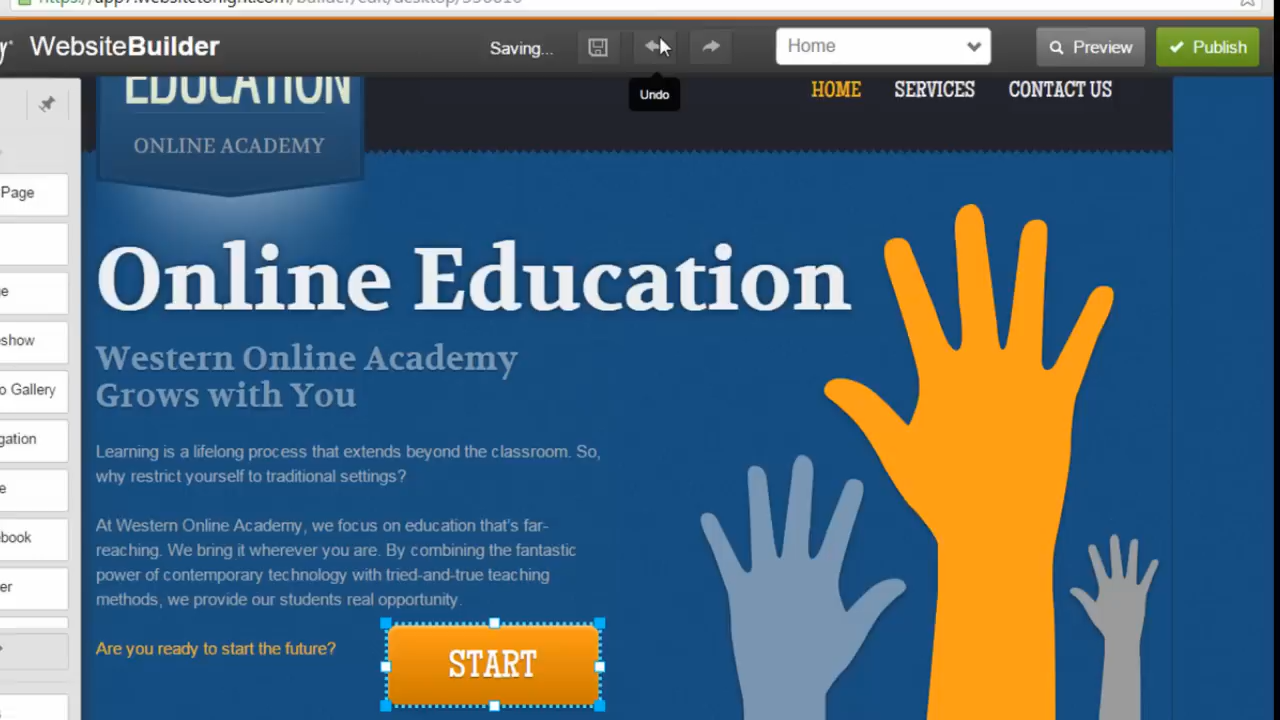 WebsiteBuilder
Saving...
Home
Preview
Publish
Undo
EDUCATION
ONLINE ACADEMY
HOME
SERVICES
CONTACT US
Page
Online Education
Western Online Academy
Grows with You
Learning is a lifelong process that extends beyond the classroom. So,
why restrict yourself to traditional settings?
At Western Online Academy, we focus on education that's far-
reaching. We bring it wherever you are. By combining the fantastic
power of contemporary technology with tried-and-true teaching
methods, we provide our students real opportunity.
Are you ready to start the future?
START
Gallery